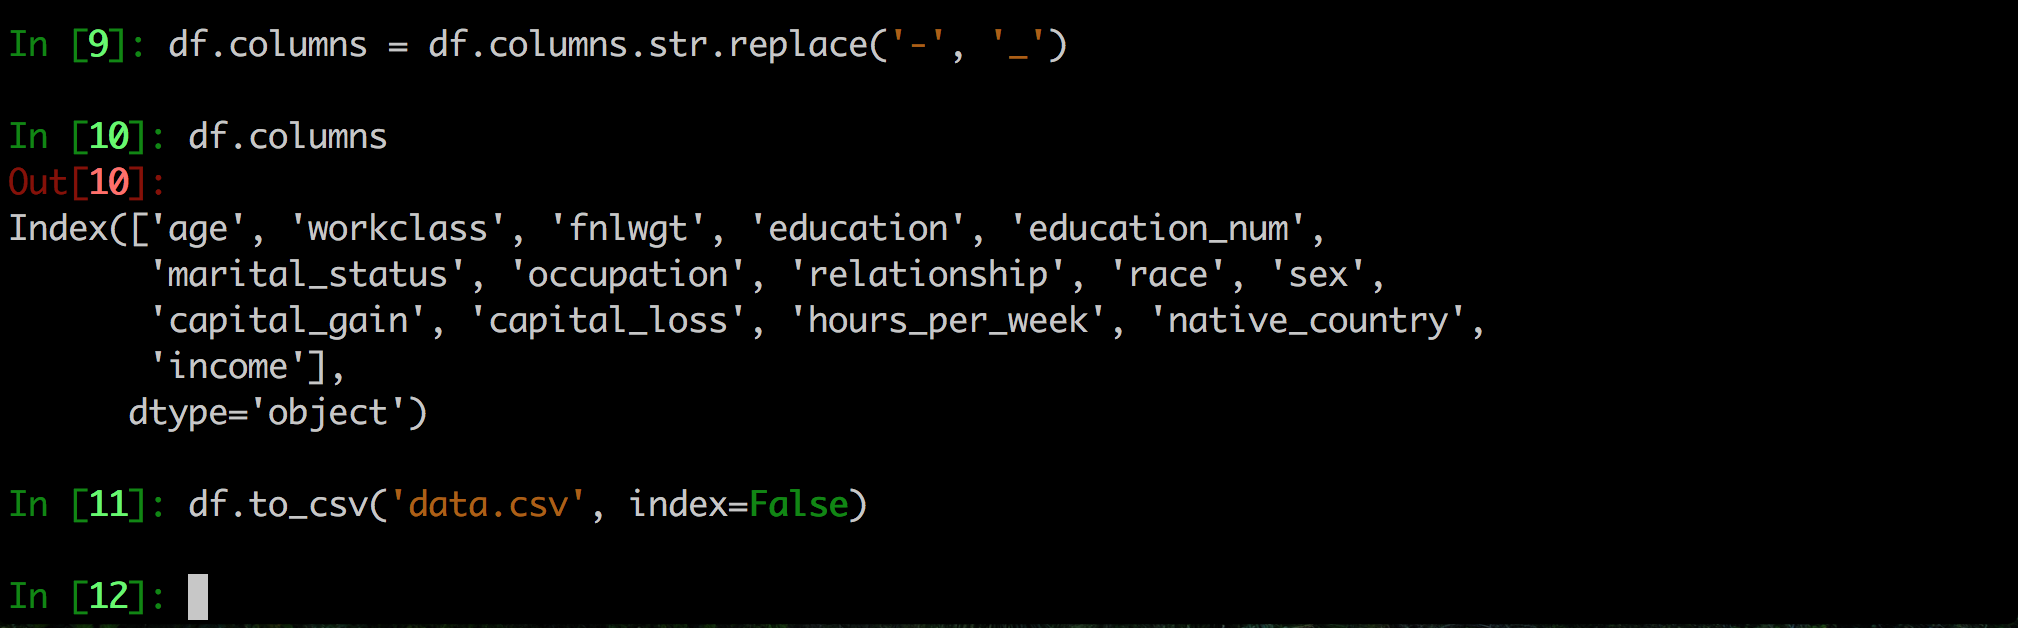 In [9]: df.columns = df.columns.str.replace('-', '_')
In [10]: df.columns
Out[10]:
Index(['age', 'workclass', 'fnlwgt', 'education', 'education_num',
       'marital_status', 'occupation', 'relationship', 'race', 'sex',
       'capital_gain', 'capital_loss', 'hours_per_week', 'native_country',
       'income'],
      dtype='object')
In [11]: df.to_csv('data.csv', index=False)
In [12]: